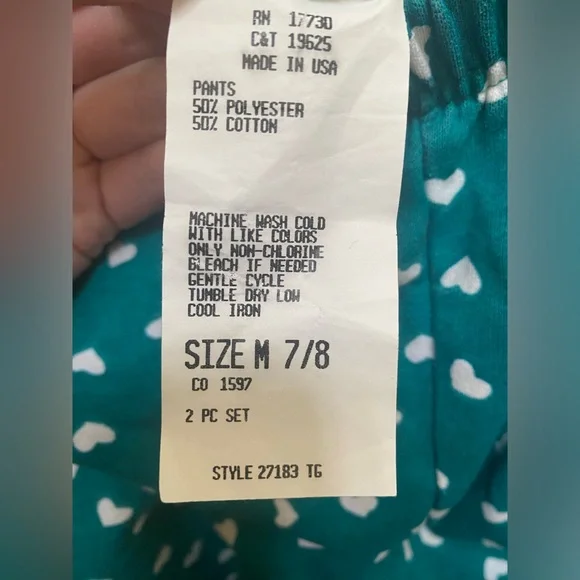 RN 17730
C&T 19625
MADE IN USA
PANTS
50% POLYESTER
50% COTTON
MACHINE WASH COLD
WITH LIKE COLORS
ONLY NON-CHLORINE
BLEACH IF NEEDED
GENTLE CYCLE
TUMBLE DRY LOW
COOL IRON
SIZE M 7/8
CO 1597
2 PC SET
STYLE 27183 TG